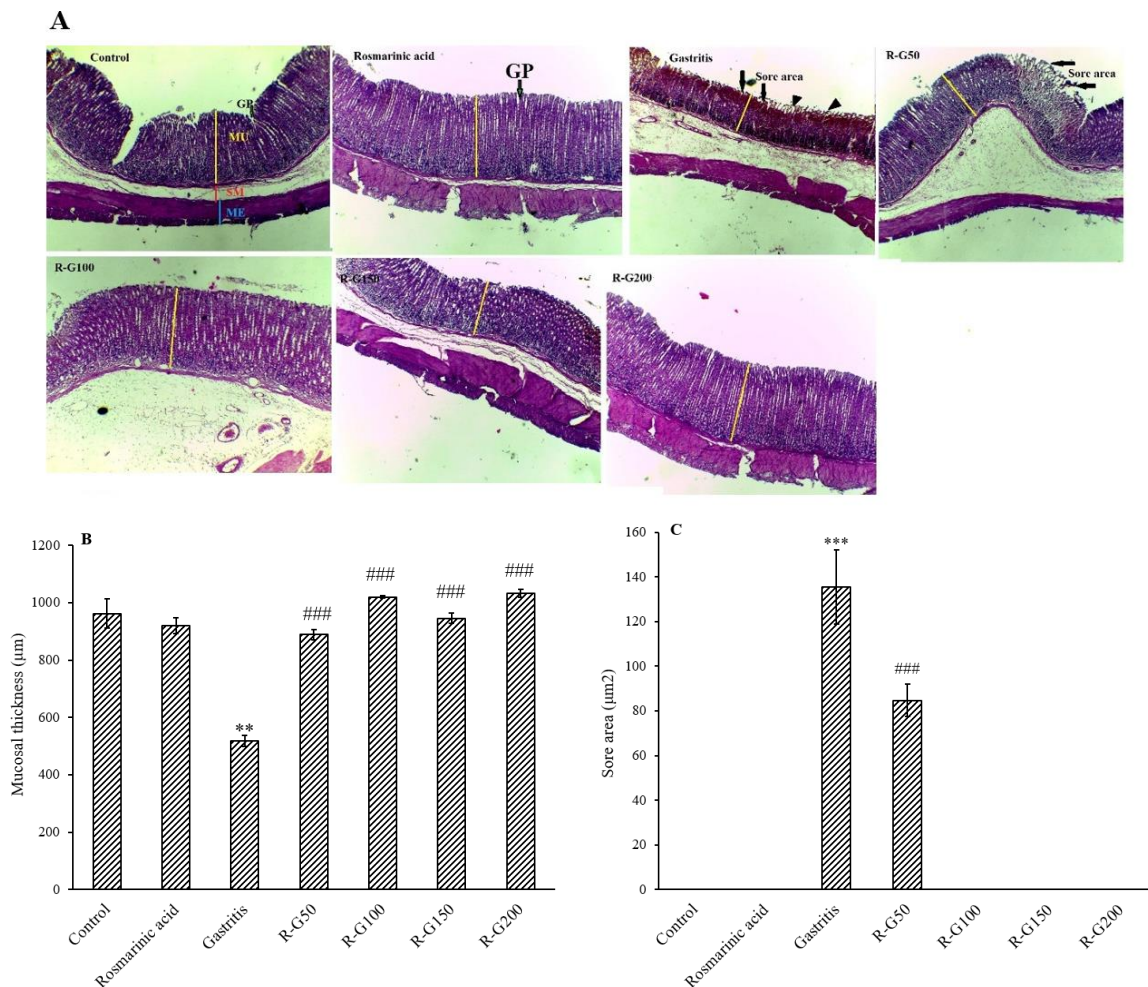 A
Control
GP
MU
SM
ME
Rosmarinic acid
GP
Gastritis
Sore area
R-G50
Sore area
R-G100
R-G150
R-G200
B
Mucosal thickness (µm)
1200
1000
800
600
400
200
0
**
###
###
###
###
Control
Rosmarinic acid
Gastritis
R-G50
R-G100
R-G150
R-G200
C
Sore area (µm2)
160
140
120
100
80
60
40
20
0
***
###
Control
Rosmarinic acid
Gastritis
R-G50
R-G100
R-G150
R-G200